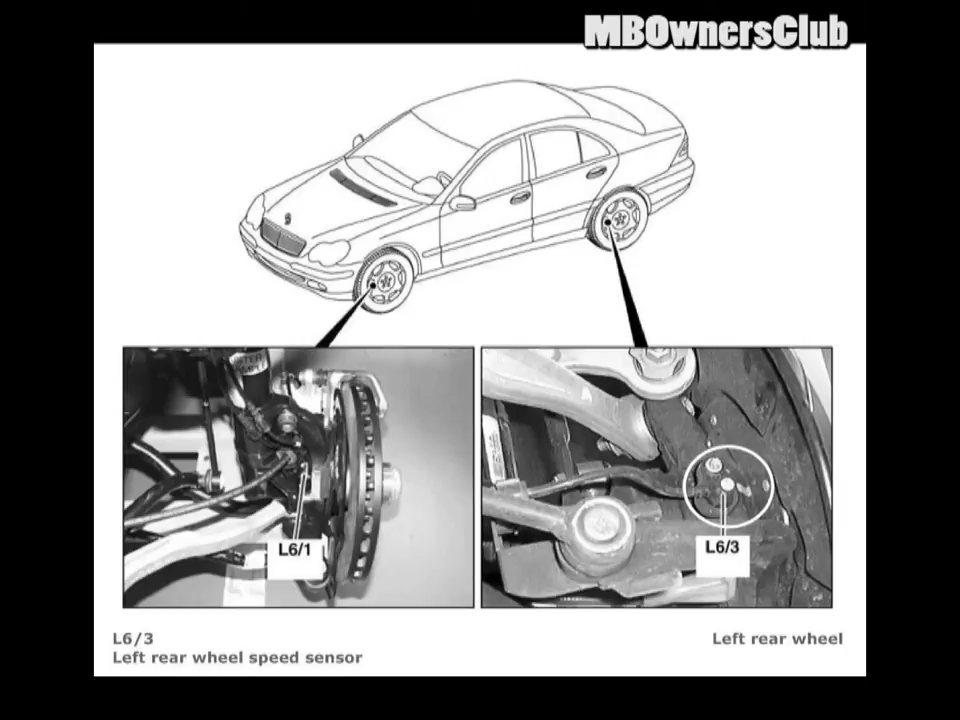 MBOwnersClub
L6/1
L6/3
L6/3
Left rear wheel speed sensor
Left rear wheel